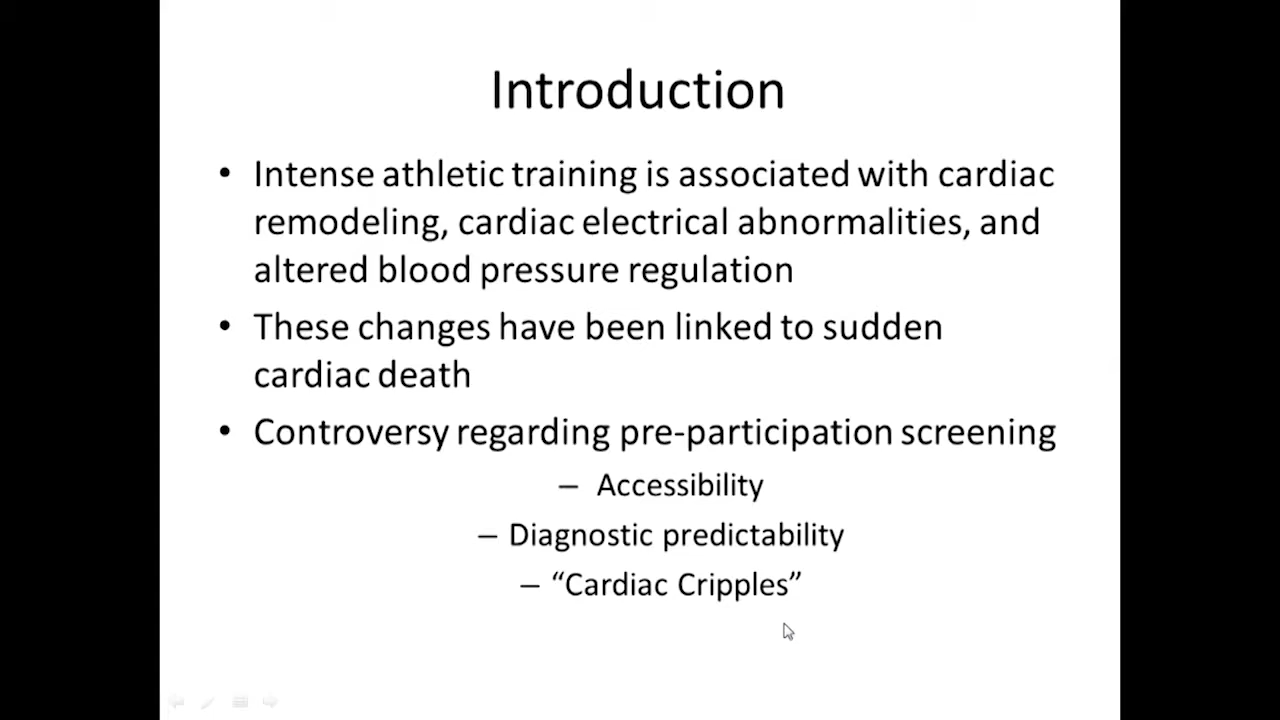 Introduction
• Intense athletic training is associated with cardiac
remodeling, cardiac electrical abnormalities, and
altered blood pressure regulation
• These changes have been linked to sudden
cardiac death
• Controversy regarding pre-participation screening
– Accessibility
– Diagnostic predictability
– “Cardiac Cripples”